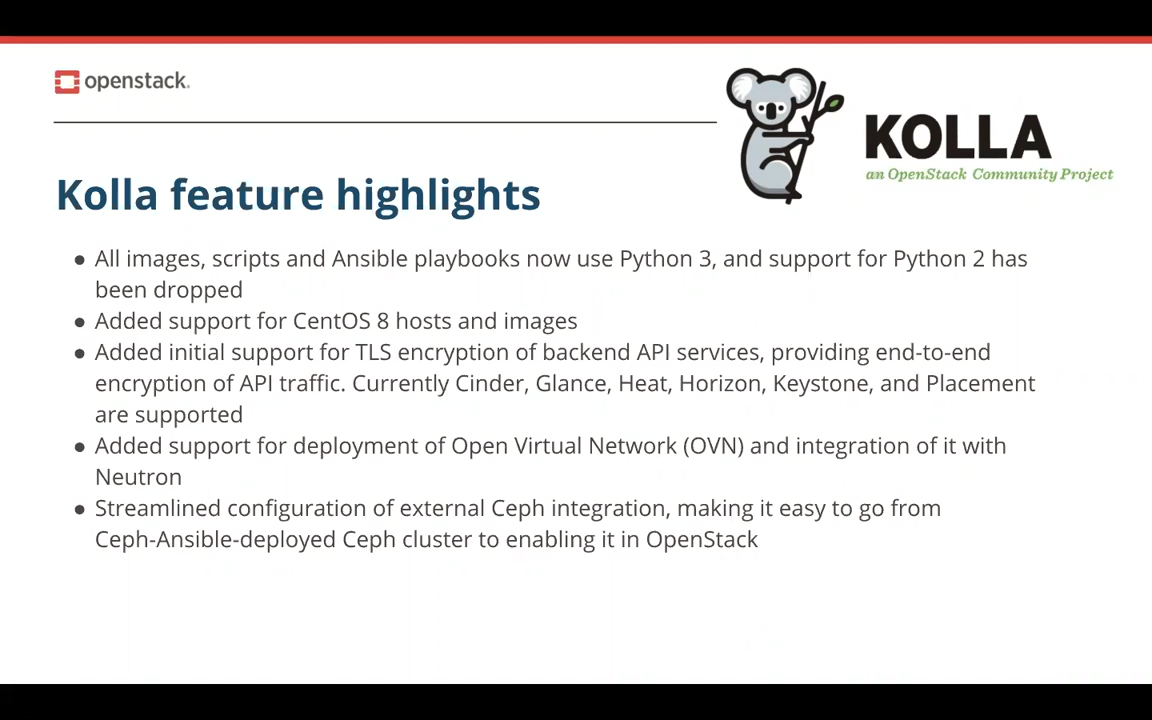 openstack.
KOLLA
an OpenStack Community Project
Kolla feature highlights
● All images, scripts and Ansible playbooks now use Python 3, and support for Python 2 has
been dropped
● Added support for CentOS 8 hosts and images
● Added initial support for TLS encryption of backend API services, providing end-to-end
encryption of API traffic. Currently Cinder, Glance, Heat, Horizon, Keystone, and Placement
are supported
● Added support for deployment of Open Virtual Network (OVN) and integration of it with
Neutron
● Streamlined configuration of external Ceph integration, making it easy to go from
Ceph-Ansible-deployed Ceph cluster to enabling it in OpenStack